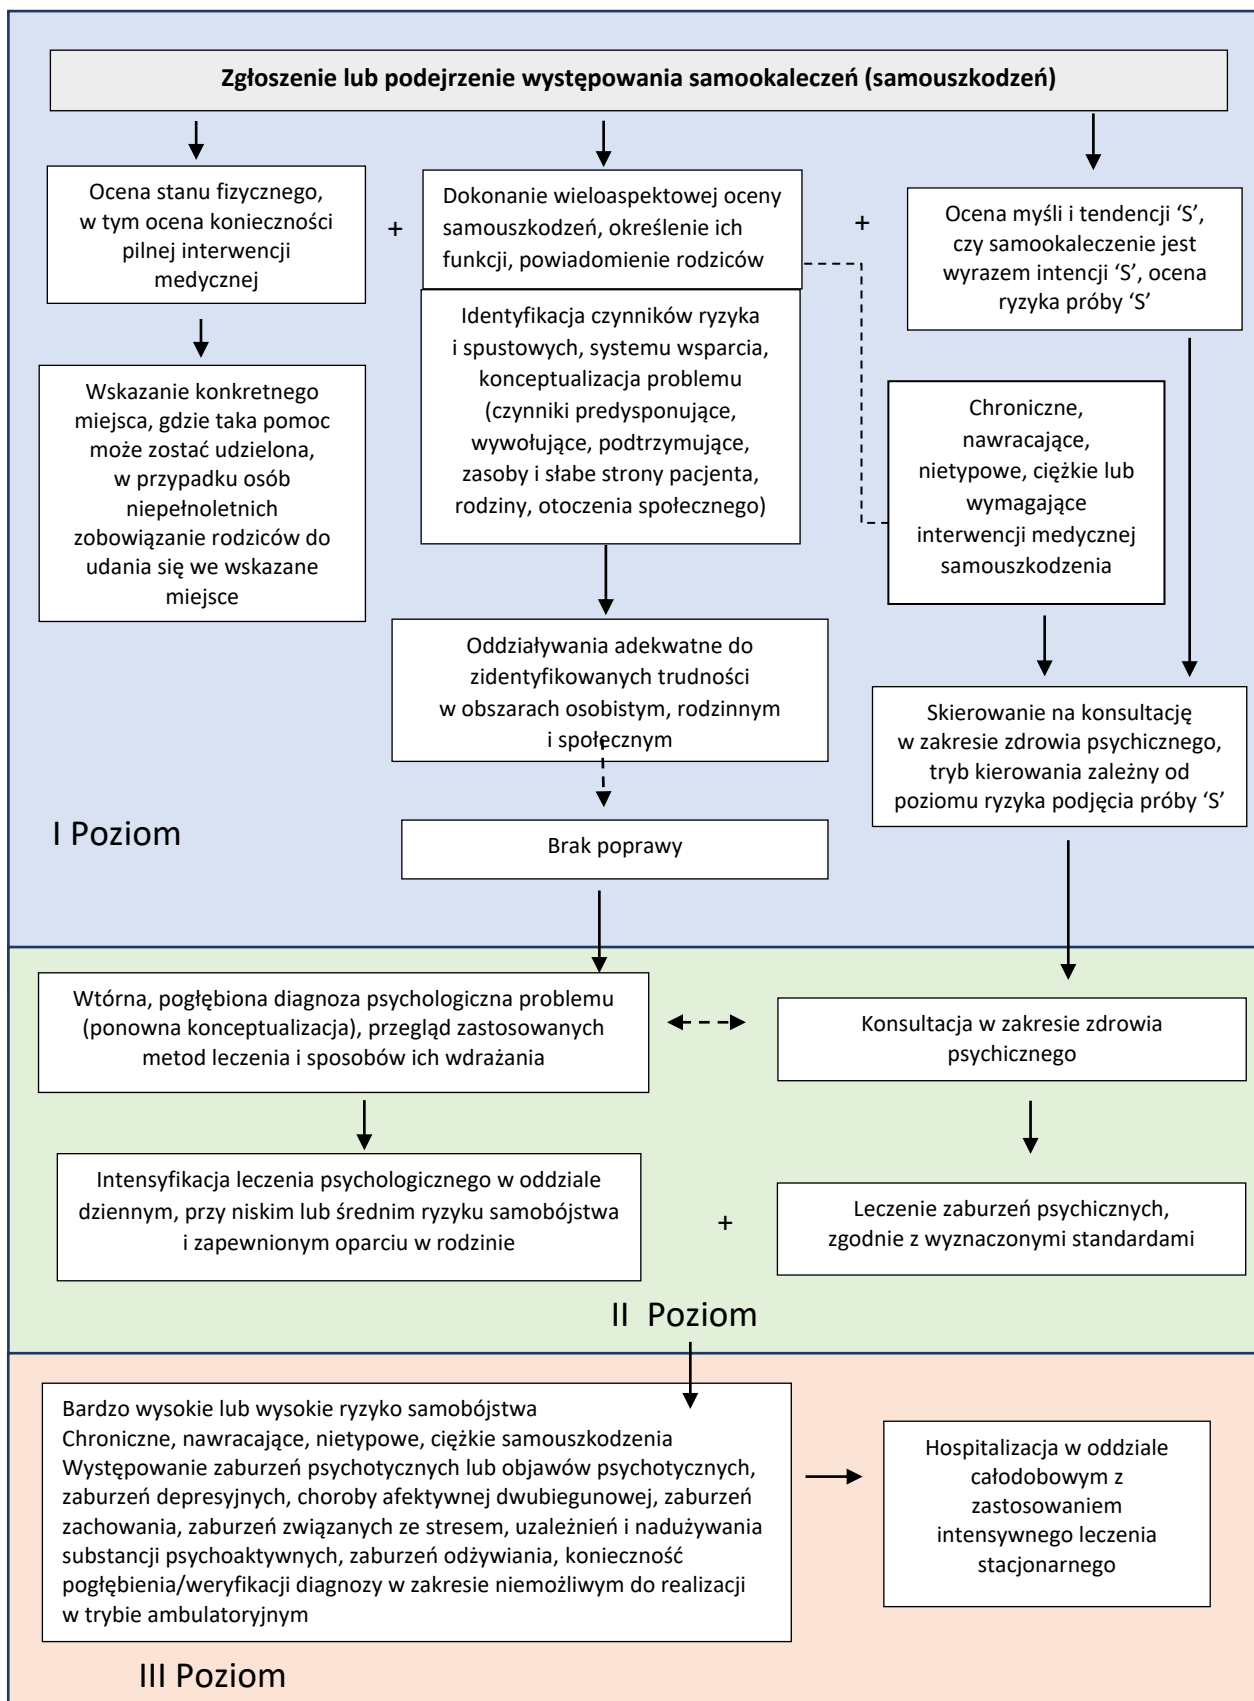 Zgłoszenie lub podejrzenie występowania samookaleczeń (samouszkodzeń)
Ocena stanu fizycznego,
w tym ocena konieczności
pilnej interwencji
medycznej
+
Dokonanie wieloaspektowej oceny
samouszkodzeń, określenie ich
funkcji, powiadomienie rodziców
+
Ocena myśli i tendencji ‘S’,
czy samookaleczenie jest
wyrazem intencji ‘S’, ocena
ryzyka próby ‘S’
Wskazanie konkretnego
miejsca, gdzie taka pomoc
może zostać udzielona,
w przypadku osób
niepełnoletnich
zobowiązanie rodziców do
udania się we wskazane
miejsce
Identyfikacja czynników ryzyka
i spustowych, systemu wsparcia,
konceptualizacja problemu
(czynniki predysponujące,
wywołujące, podtrzymujące,
zasoby i słabe strony pacjenta,
rodziny, otoczenia społecznego)
Chroniczne,
nawracające,
nietypowe, ciężkie lub
wymagające
interwencji medycznej
samouszkodzenia
Oddziaływania adekwatne do
zidentyfikowanych trudności
w obszarach osobistym, rodzinnym
i społecznym
Skierowanie na konsultację
w zakresie zdrowia psychicznego,
tryb kierowania zależny od
poziomu ryzyka podjęcia próby ‘S’
Brak poprawy
I Poziom
Wtórna, pogłębiona diagnoza psychologiczna problemu
(ponowna konceptualizacja), przegląd zastosowanych
metod leczenia i sposobów ich wdrażania
Konsultacja w zakresie zdrowia
psychicznego
Intensyfikacja leczenia psychologicznego w oddziale
dziennym, przy niskim lub średnim ryzyku samobójstwa
i zapewnionym oparciu w rodzinie
+
Leczenie zaburzeń psychicznych,
zgodnie z wyznaczonymi standardami
II Poziom
Bardzo wysokie lub wysokie ryzyko samobójstwa
Chroniczne, nawracające, nietypowe, ciężkie samouszkodzenia
Występowanie zaburzeń psychotycznych lub objawów psychotycznych,
zaburzeń depresyjnych, choroby afektywnej dwubiegunowej, zaburzeń
zachowania, zaburzeń związanych ze stresem, uzależnień i nadużywania
substancji psychoaktywnych, zaburzeń odżywiania, konieczność
pogłębienia/weryfikacji diagnozy w zakresie niemożliwym do realizacji
w trybie ambulatoryjnym
Hospitalizacja w oddziale
całodobowym z
zastosowaniem
intensywnego leczenia
stacjonarnego
III Poziom